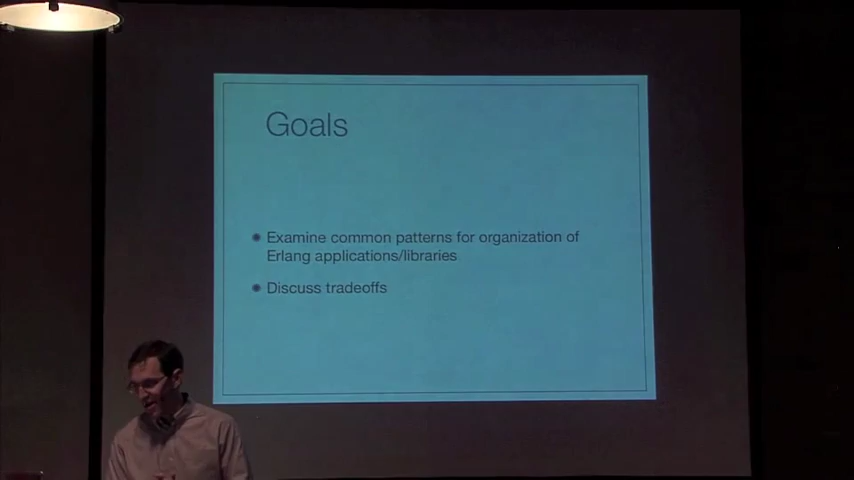 Goals
Examine common patterns for organization of
Erlang applications/libraries
Discuss tradeoffs